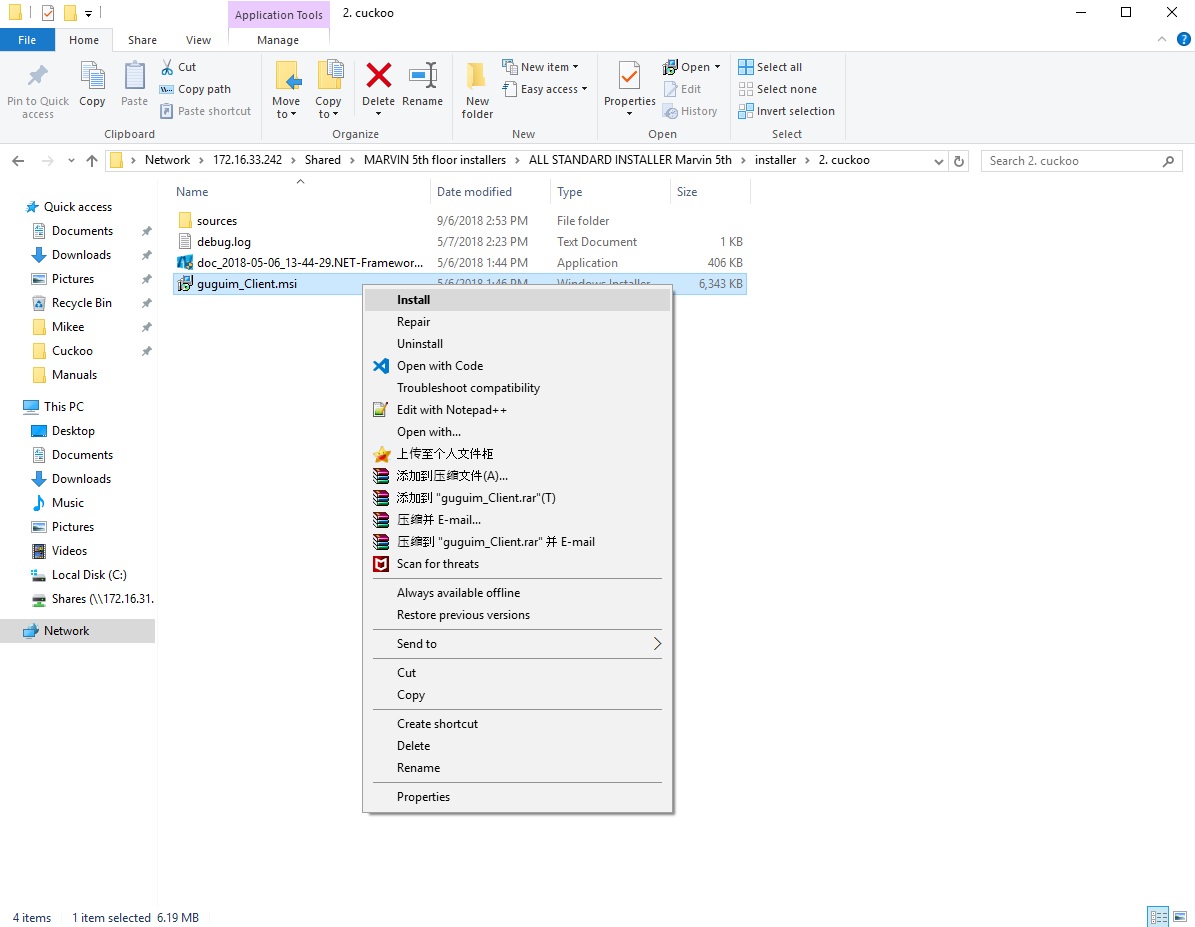 Application Tools
2. cuckoo
File
Home
Share
View
Manage
Pin to Quick access
Copy
Paste
Cut
Copy path
Paste shortcut
Clipboard
Move to
Copy to
Delete
Rename
Organize
New folder
New item
Easy access
New
Properties
Open
Edit
History
Open
Select all
Select none
Invert selection
Select
Network > 172.16.33.242 > Shared > MARVIN 5th floor installers > ALL STANDARD INSTALLER Marvin 5th > installer > 2. cuckoo
Search 2. cuckoo
Quick access
Documents
Downloads
Pictures
Recycle Bin
Mikee
Cuckoo
Manuals
This PC
Desktop
Documents
Downloads
Music
Pictures
Videos
Local Disk (C:)
Shares (\\172.16.31.
Network
Name Date modified Type Size
sources 9/6/2018 2:53 PM File folder
debug.log 5/7/2018 2:23 PM Text Document 1 KB
doc_2018-05-06_13-44-29.NET-Framewor... 5/6/2018 1:44 PM Application 406 KB
guguim_Client.msi 5/6/2018 1:46 PM Windows Installer 6,343 KB
Install
Repair
Uninstall
Open with Code
Troubleshoot compatibility
Edit with Notepad++
Open with...
上传至个人文件柜
添加到压缩文件(A)...
添加到 "guguim_Client.rar"(T)
压缩并 E-mail...
压缩到 "guguim_Client.rar" 并 E-mail
Scan for threats
Always available offline
Restore previous versions
Send to
Cut
Copy
Create shortcut
Delete
Rename
Properties
4 items
1 item selected 6.19 MB